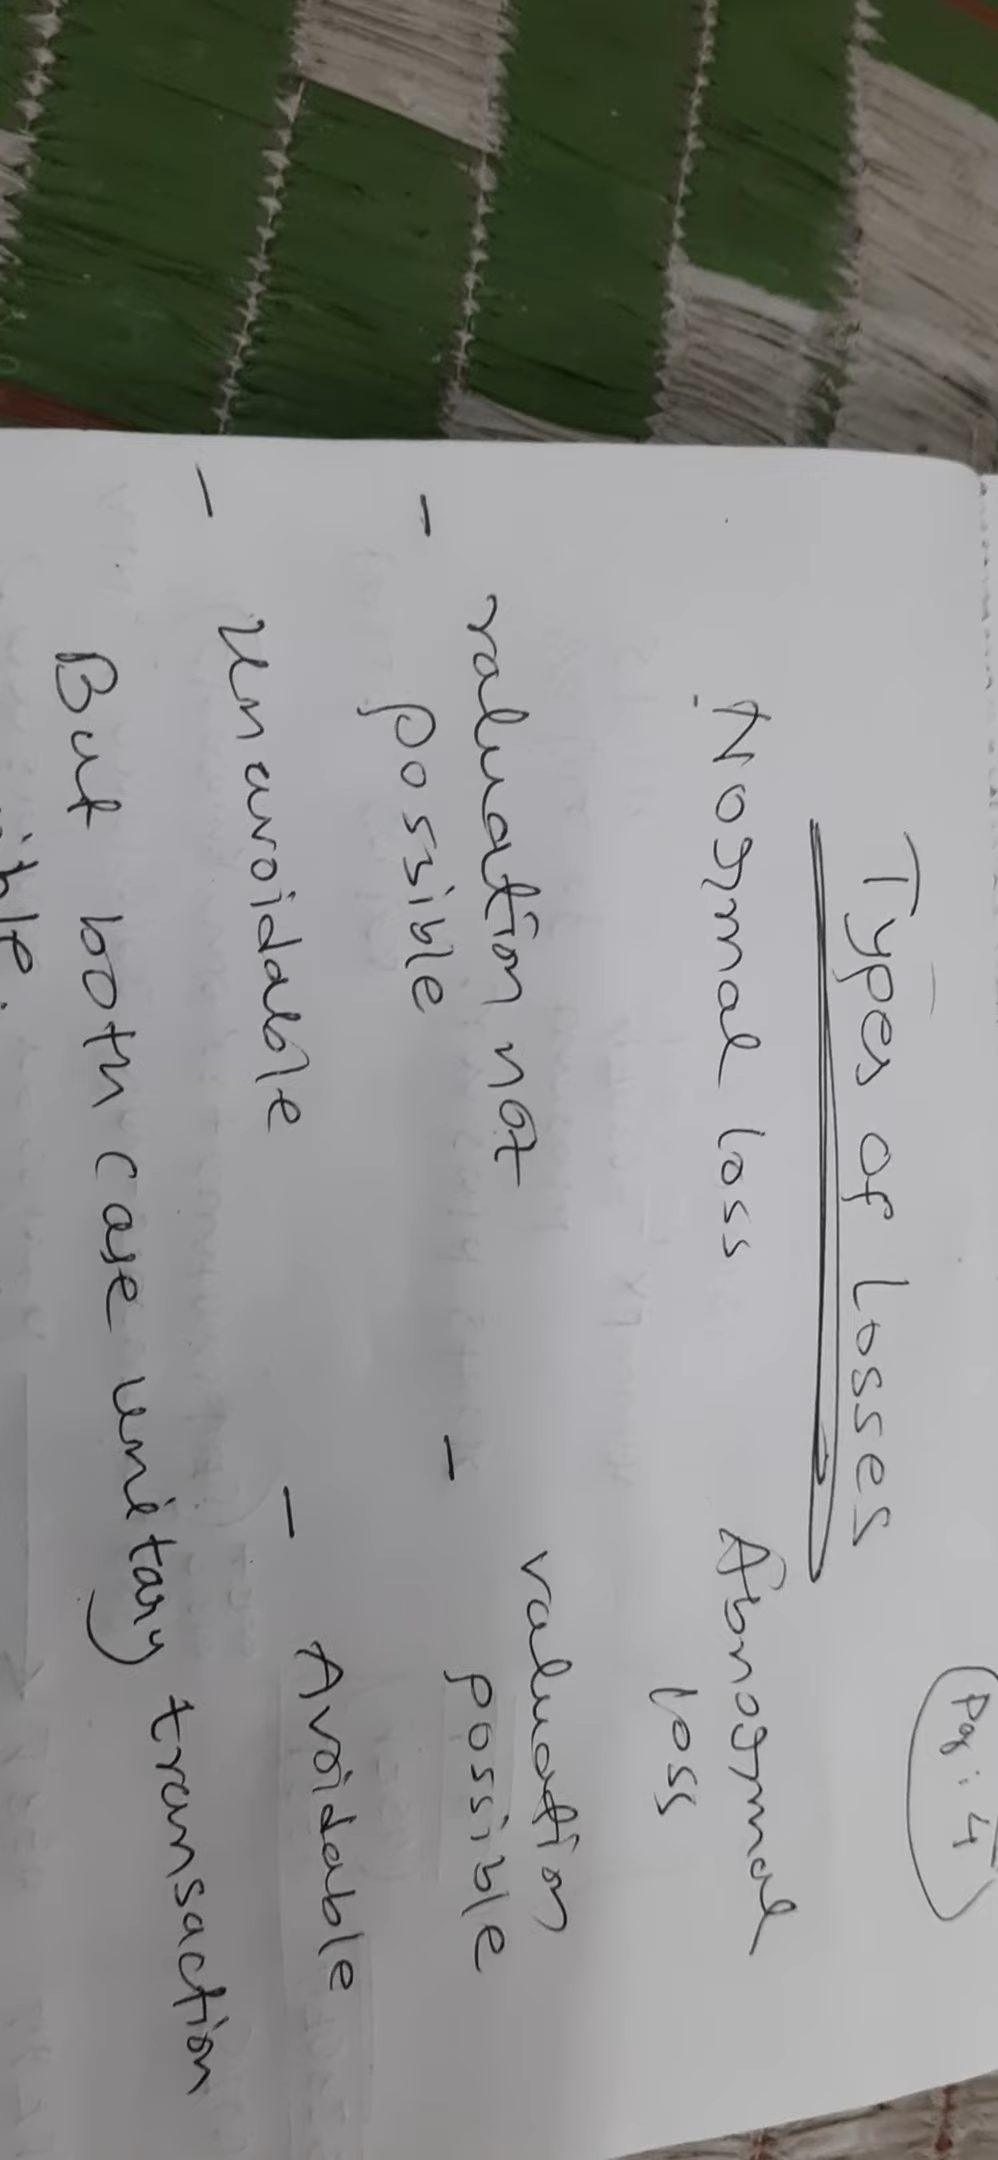 Pg: 4
Types of Losses
Normal loss
Abnormal
loss
- valuation not
possible
- valuation
possible
- Unavoidable
- Avoidable
But both case unitary transaction